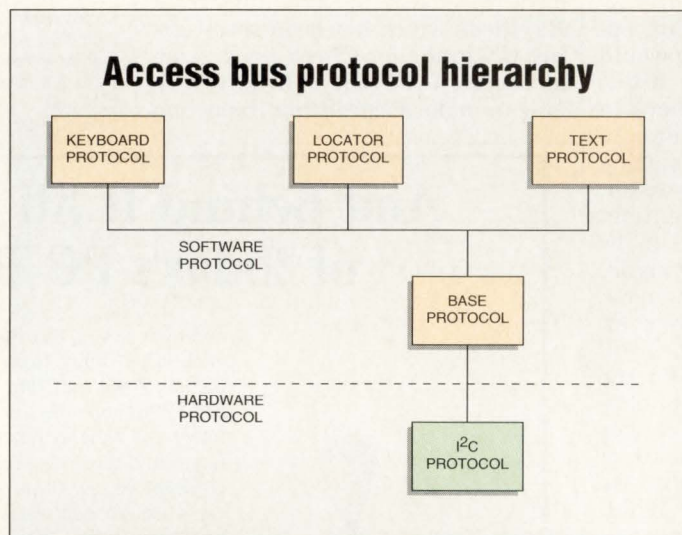 Access bus protocol hierarchy
KEYBOARD
PROTOCOL
LOCATOR
PROTOCOL
TEXT
PROTOCOL
SOFTWARE
PROTOCOL
BASE
PROTOCOL
HARDWARE
PROTOCOL
I²C
PROTOCOL